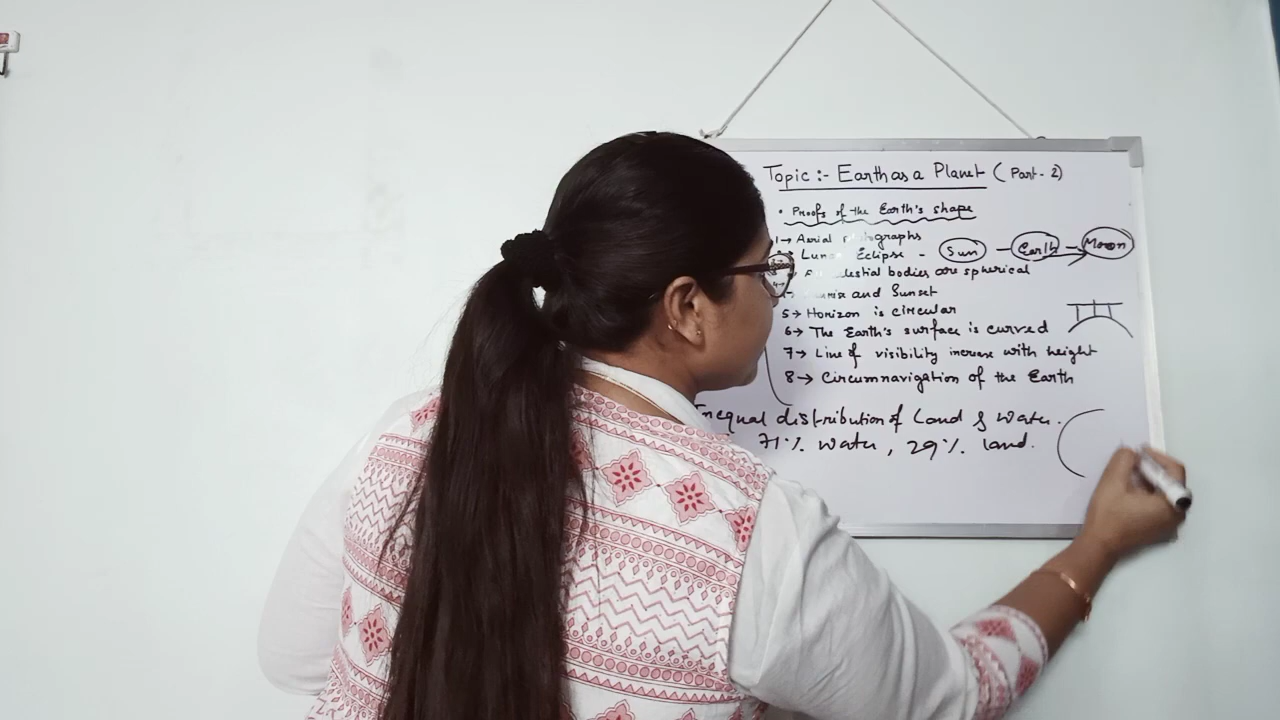 Topic :- Earth as a Planet (Part - 2)
• Proofs of the Earth's shape
1→ Aerial
Eclipse - Sun — Earth — Moon
bodies are spherical
and Sunset
5→ Horizon is circular
6→ The Earth's surface is curved
7→ Line of visibility increase with height
8→ Circumnavigation of the Earth
distribution of Land & Water.
71% water, 29% land.